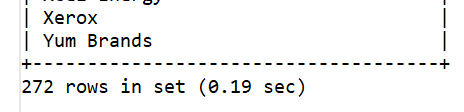 | Xerox |
| Yum Brands |
+-------------------------------------+
272 rows in set (0.19 sec)